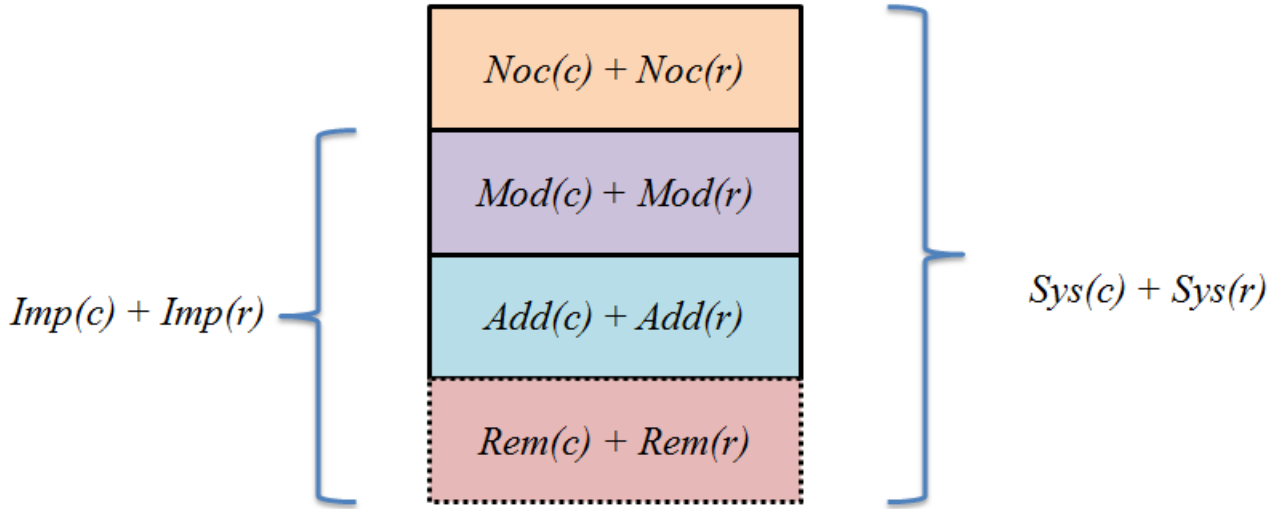 Noc(c) + Noc(r)
Mod(c) + Mod(r)
Imp(c) + Imp(r)
Add(c) + Add(r)
Sys(c) + Sys(r)
Rem(c) + Rem(r)